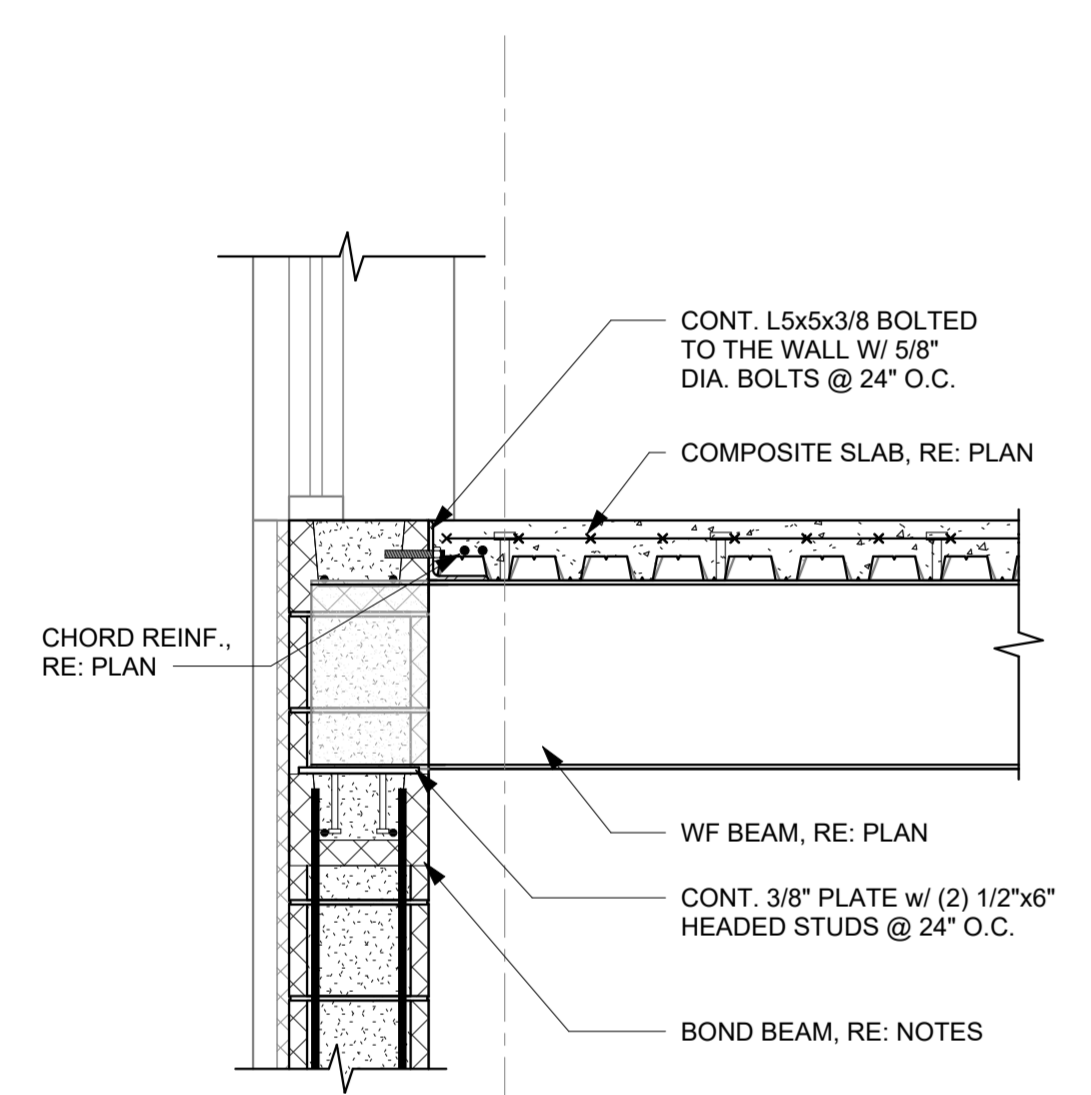 CONT. L5x5x3/8 BOLTED
TO THE WALL W/ 5/8"
DIA. BOLTS @ 24" O.C.
COMPOSITE SLAB, RE: PLAN
CHORD REINF.,
RE: PLAN
WF BEAM, RE: PLAN
CONT. 3/8" PLATE w/ (2) 1/2"x6"
HEADED STUDS @ 24" O.C.
BOND BEAM, RE: NOTES